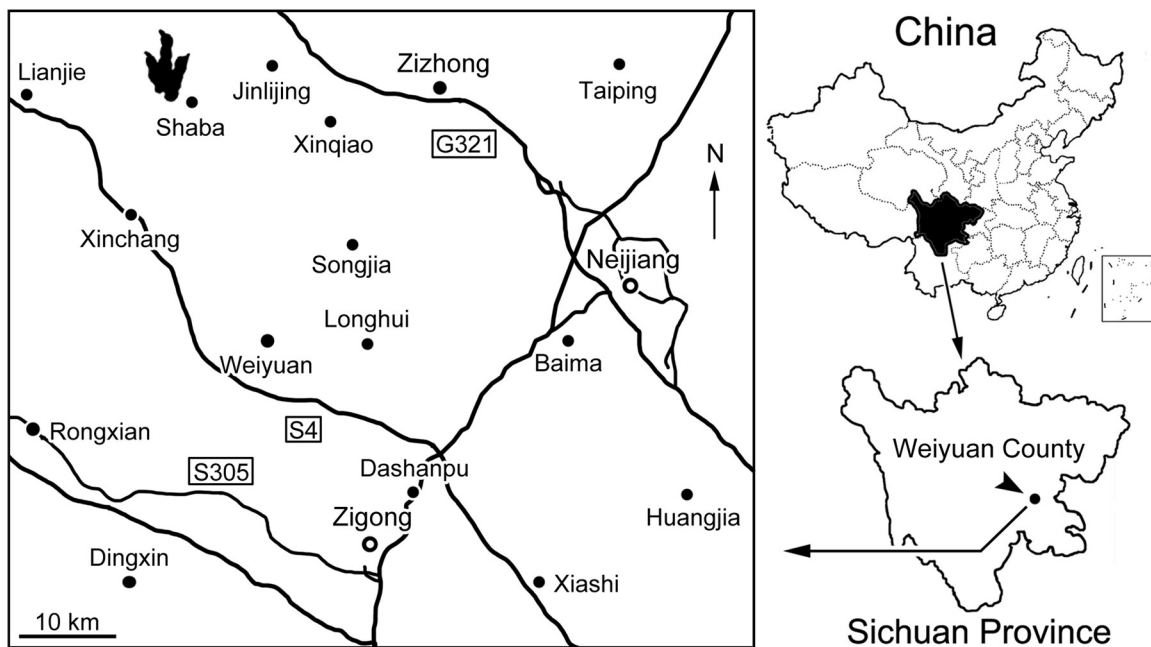 China
Lianjie
Shaba
Jinlijing
Zizhong
Taiping
Xinqiao
G321
N
Xinchang
Songjia
Neijiang
Longhui
Weiyuan
Baima
Rongxian
S4
S305
Dashanpu
Zigong
Huangjia
Dingxin
Xiashi
10 km
Weiyuan County
Sichuan Province